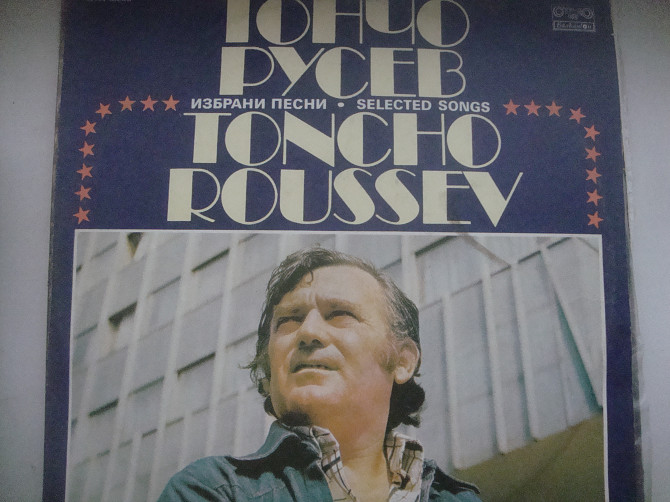 ТОНЧО
РУСЕВ
ИЗБРАНИ ПЕСНИ • SELECTED SONGS
TONCHO
ROUSSEV